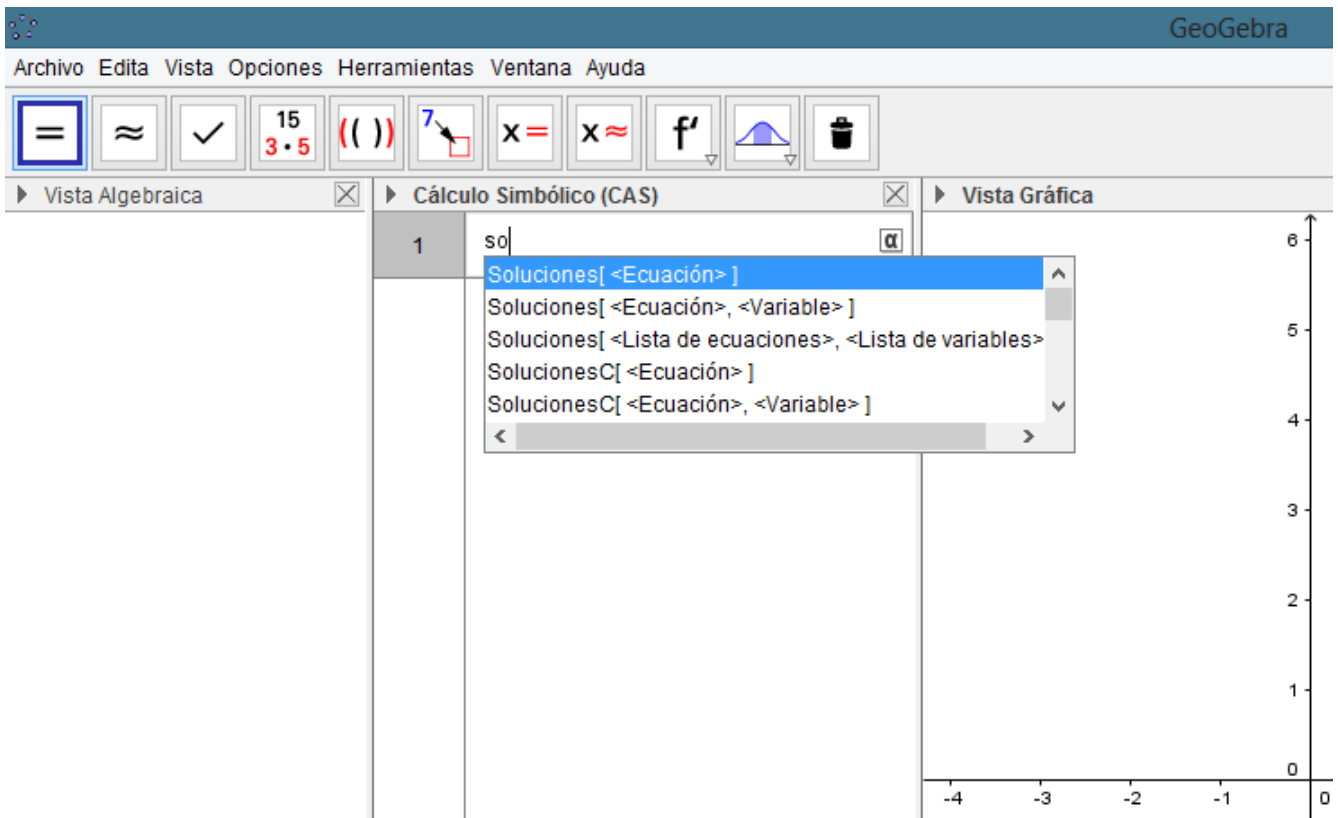 GeoGebra
Archivo Edita Vista Opciones Herramientas Ventana Ayuda
= ≈ ✓ 15 3·5 (( )) 7 x= x≈ f'
Vista Algebraica
Cálculo Simbólico (CAS)
Vista Gráfica
1
so
α
Soluciones[ <Ecuación> ]
Soluciones[ <Ecuación>, <Variable> ]
Soluciones[ <Lista de ecuaciones>, <Lista de variables>
SolucionesC[ <Ecuación> ]
SolucionesC[ <Ecuación>, <Variable> ]
6
5
4
3
2
1
0
-4 -3 -2 -1 0